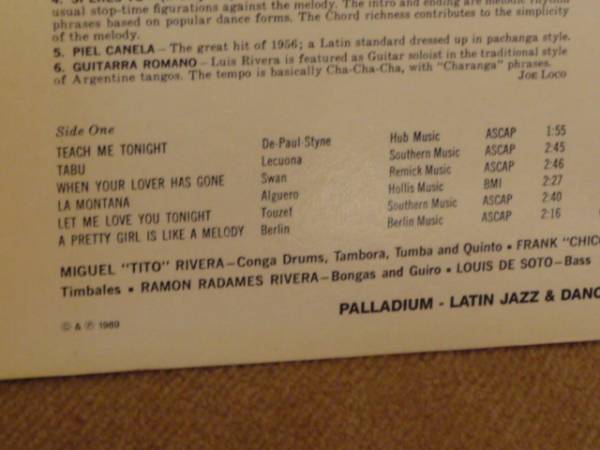 usual stop-time figurations against the melody. The intro and ending are melodic rhythm
phrases based on popular dance forms. The Chord richness contributes to the simplicity
of the melody.
5. PIEL CANELA – The great hit of 1956; a Latin standard dressed up in pachanga style.
6. GUITARRA ROMANO – Luis Rivera is featured as Guitar soloist in the traditional style
of Argentine tangos. The tempo is basically Cha-Cha-Cha, with "Charanga" phrases.
JOE LOCO
Side One
TEACH ME TONIGHT De-Paul-Styne Hub Music ASCAP 1:55
TABU Lecuona Southern Music ASCAP 2:45
WHEN YOUR LOVER HAS GONE Swan Remick Music ASCAP 2:46
LA MONTANA Alguero Hollis Music BMI 2:27
LET ME LOVE YOU TONIGHT Touzet Southern Music ASCAP 2:40
A PRETTY GIRL IS LIKE A MELODY Berlin Berlin Music ASCAP 2:16
MIGUEL "TITO" RIVERA–Conga Drums, Tambora, Tumba and Quinto • FRANK "CHIC
Timbales • RAMON RADAMES RIVERA–Bongas and Guiro • LOUIS DE SOTO–Bass
PALLADIUM - LATIN JAZZ & DANC
© & ℗ 1989